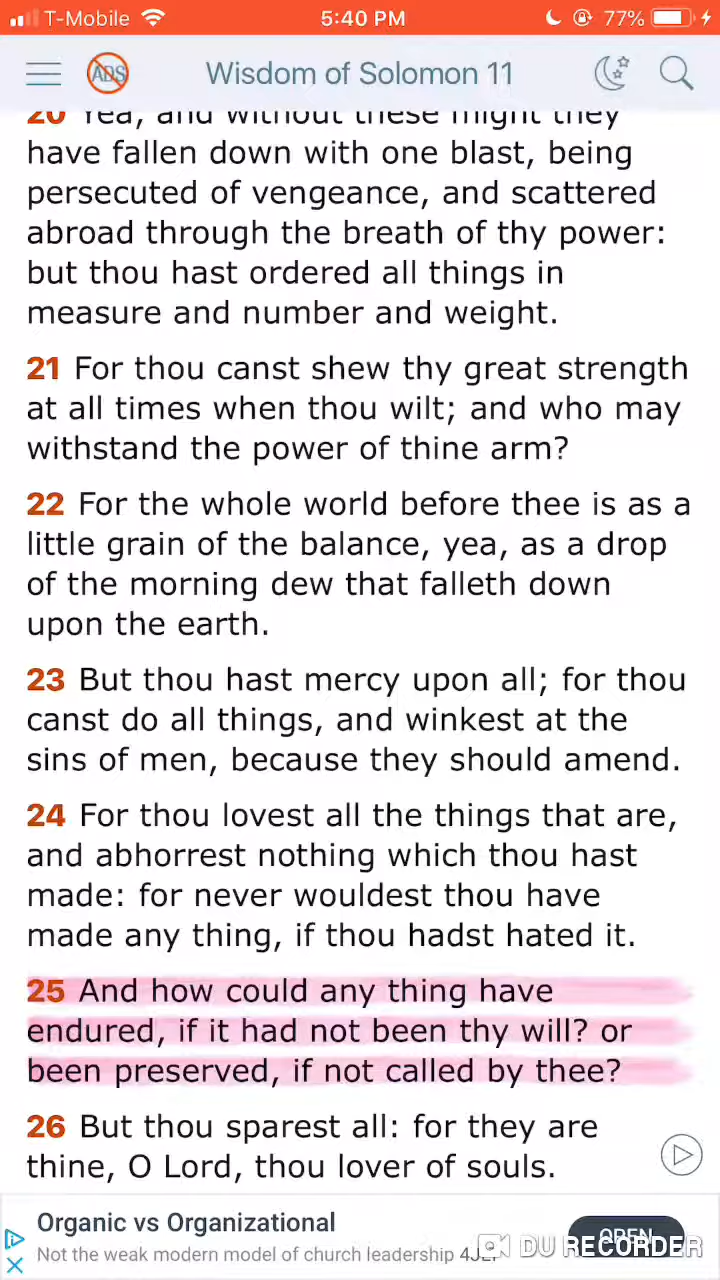 T-Mobile 5:40 PM 77%
ADS Wisdom of Solomon 11
20 Yea, and without these might they
have fallen down with one blast, being
persecuted of vengeance, and scattered
abroad through the breath of thy power:
but thou hast ordered all things in
measure and number and weight.
21 For thou canst shew thy great strength
at all times when thou wilt; and who may
withstand the power of thine arm?
22 For the whole world before thee is as a
little grain of the balance, yea, as a drop
of the morning dew that falleth down
upon the earth.
23 But thou hast mercy upon all; for thou
canst do all things, and winkest at the
sins of men, because they should amend.
24 For thou lovest all the things that are,
and abhorrest nothing which thou hast
made: for never wouldest thou have
made any thing, if thou hadst hated it.
25 And how could any thing have
endured, if it had not been thy will? or
been preserved, if not called by thee?
26 But thou sparest all: for they are
thine, O Lord, thou lover of souls.
Organic vs Organizational
Not the weak modern model of church leadership
OPEN
DU RECORDER